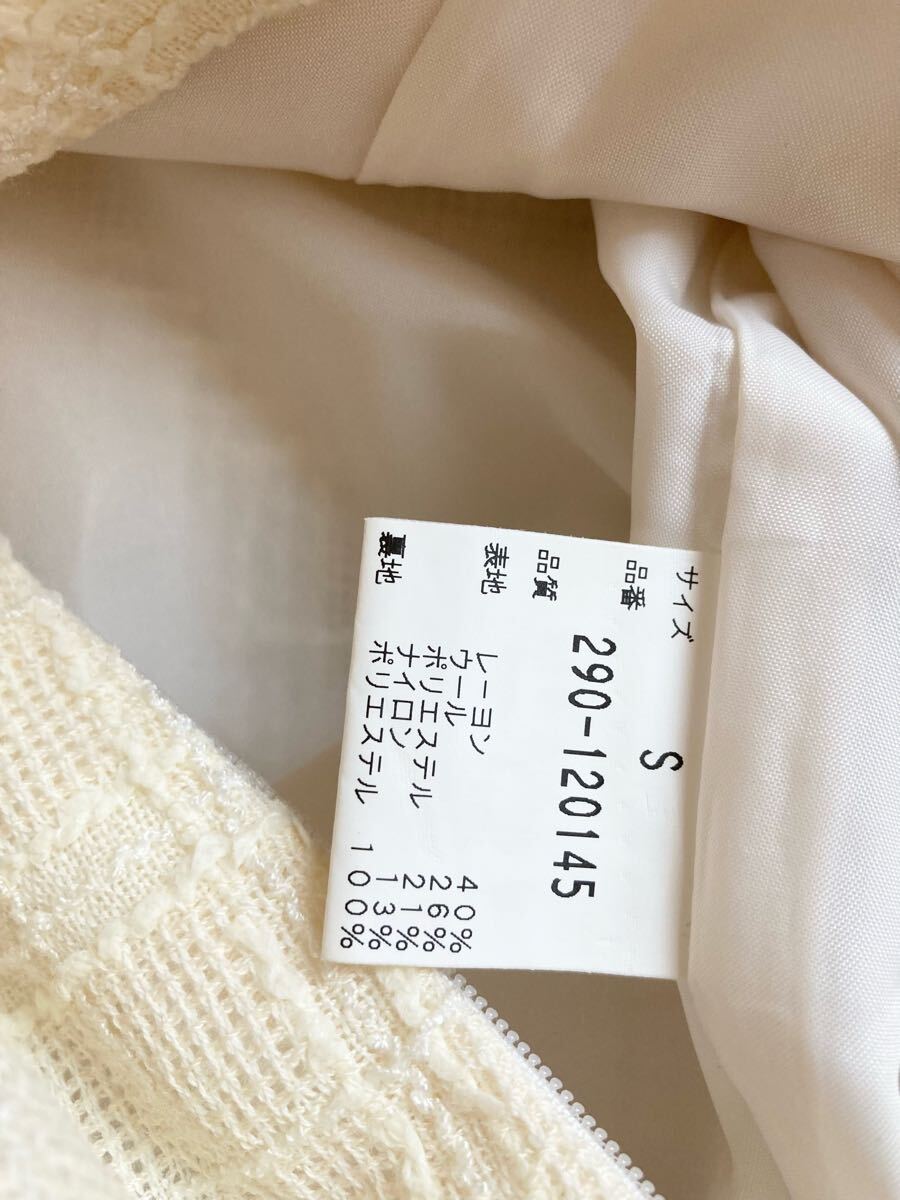 サイズ S
品番
290-120145
品質
表地 レーヨン 40%
ウール 26%
ポリエステル 21%
ナイロン 13%
裏地 ポリエステル 100%